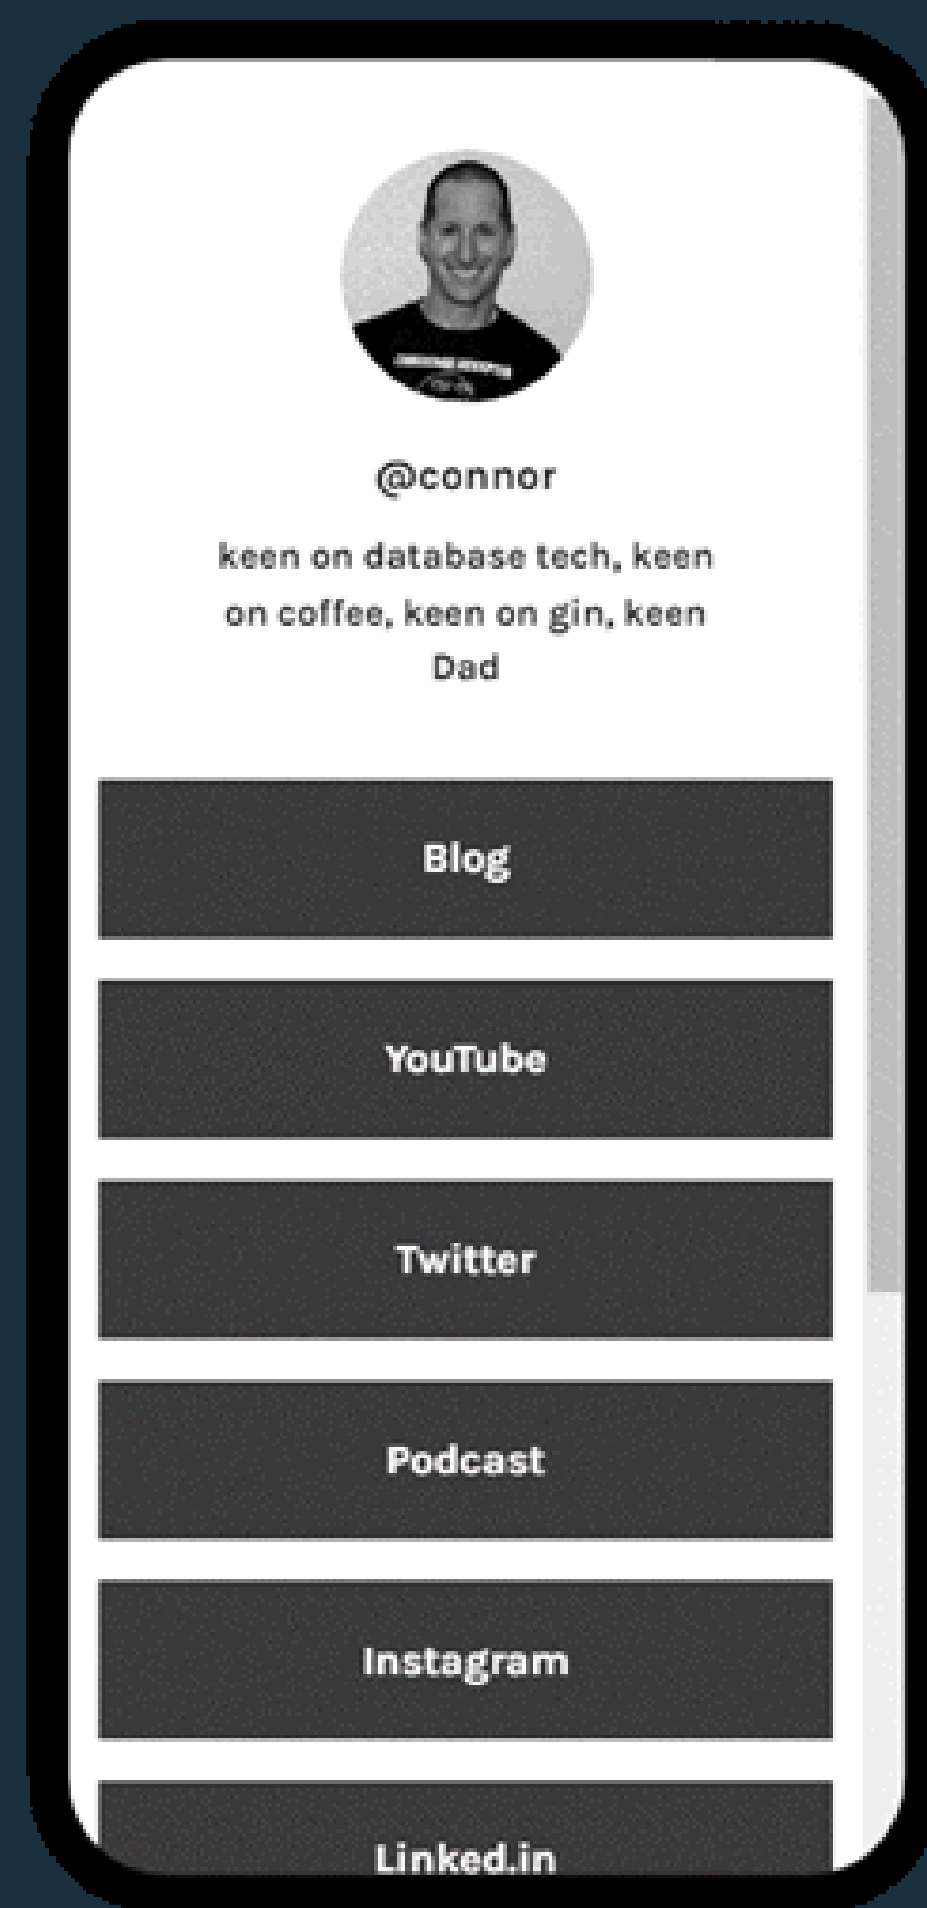 @connor
keen on database tech, keen
on coffee, keen on gin, keen
Dad
Blog
YouTube
Twitter
Podcast
Instagram
Linked.in